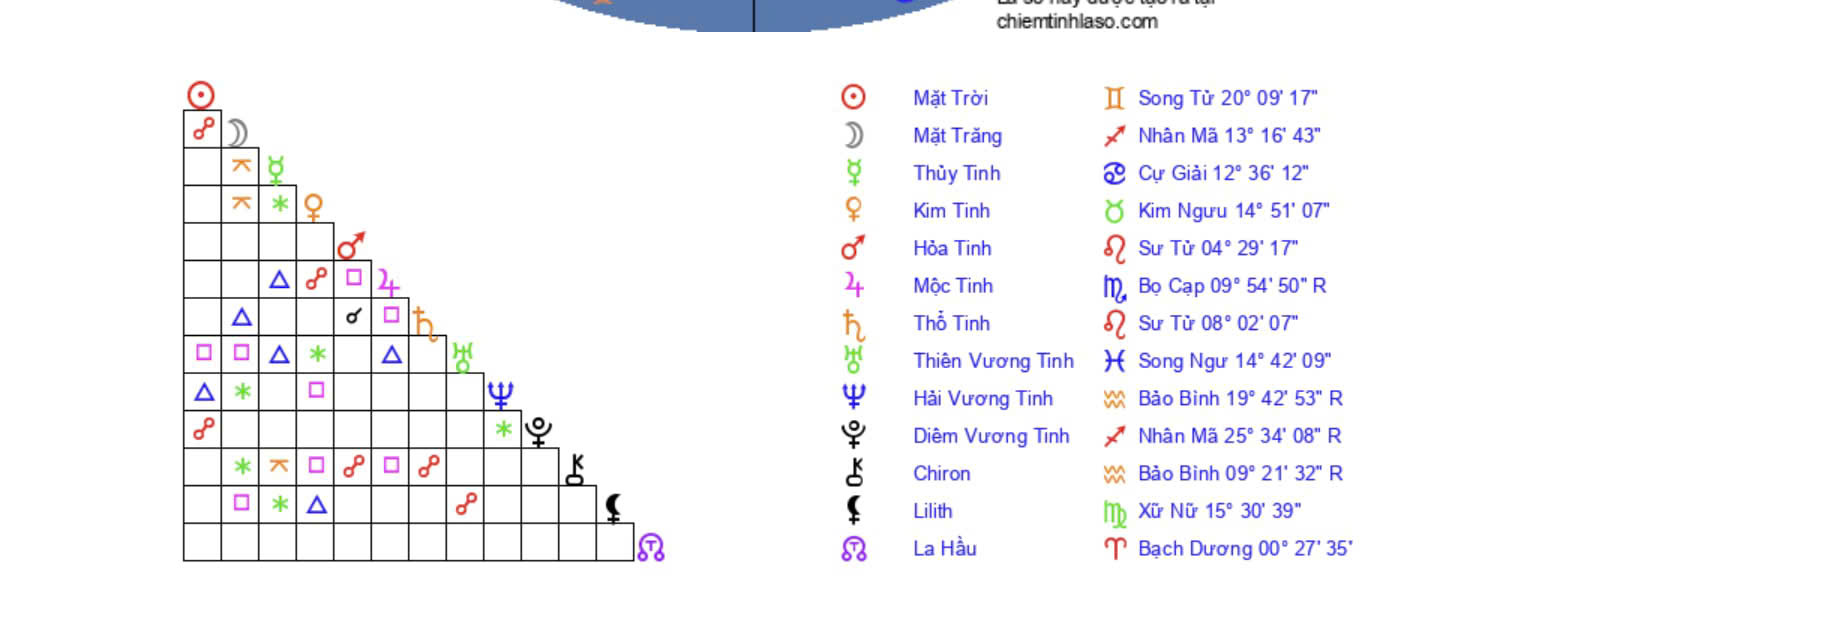 chiemtinhlaso.com
Mặt Trời Song Tử 20° 09' 17"
Mặt Trăng Nhân Mã 13° 16' 43"
Thủy Tinh Cự Giải 12° 36' 12"
Kim Tinh Kim Ngưu 14° 51' 07"
Hỏa Tinh Sư Tử 04° 29' 17"
Mộc Tinh Bọ Cạp 09° 54' 50" R
Thổ Tinh Sư Tử 08° 02' 07"
Thiên Vương Tinh Song Ngư 14° 42' 09"
Hải Vương Tinh Bảo Bình 19° 42' 53" R
Diêm Vương Tinh Nhân Mã 25° 34' 08" R
Chiron Bảo Bình 09° 21' 32" R
Lilith Xữ Nữ 15° 30' 39"
La Hầu Bạch Dương 00° 27' 35'